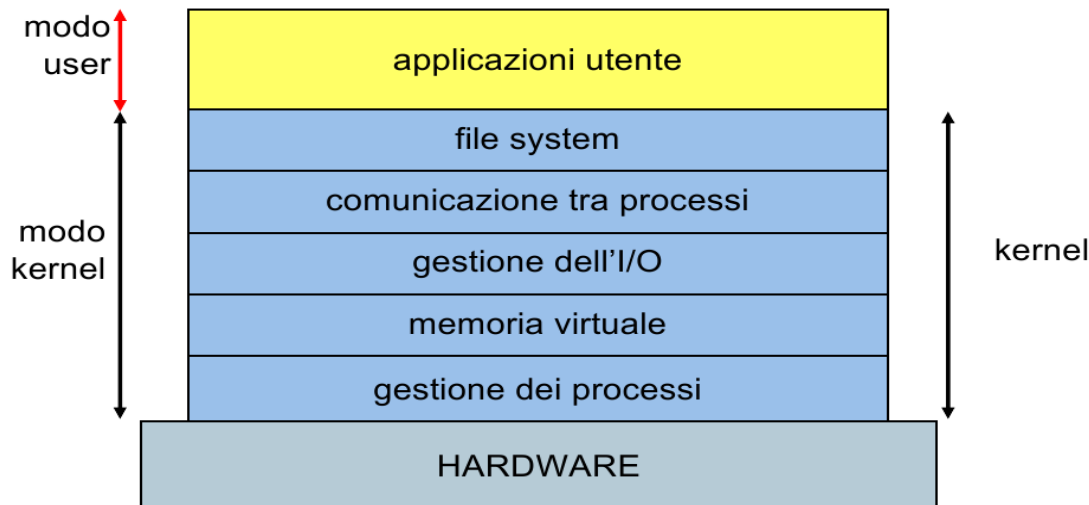 modo
user
applicazioni utente
file system
comunicazione tra processi
modo
kernel
gestione dell'I/O
kernel
memoria virtuale
gestione dei processi
HARDWARE